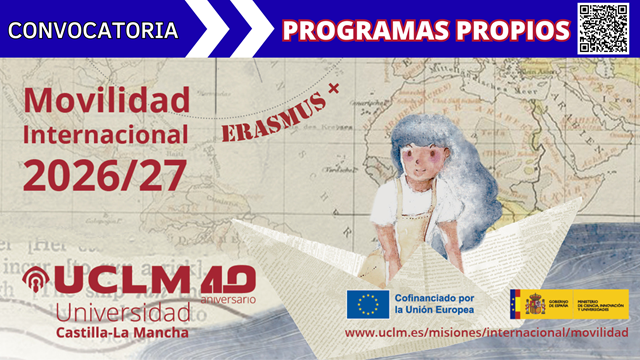 CONVOCATORIA
PROGRAMAS PROPIOS
Movilidad
Internacional
2026/27
ERASMUS +
UCLM 40
aniversario
Universidad
Castilla-La Mancha
Cofinanciado por
la Unión Europea
GOBIERNO
DE ESPAÑA
MINISTERIO
DE CIENCIA, INNOVACIÓN
Y UNIVERSIDADES
www.uclm.es/misiones/internacional/movilidad